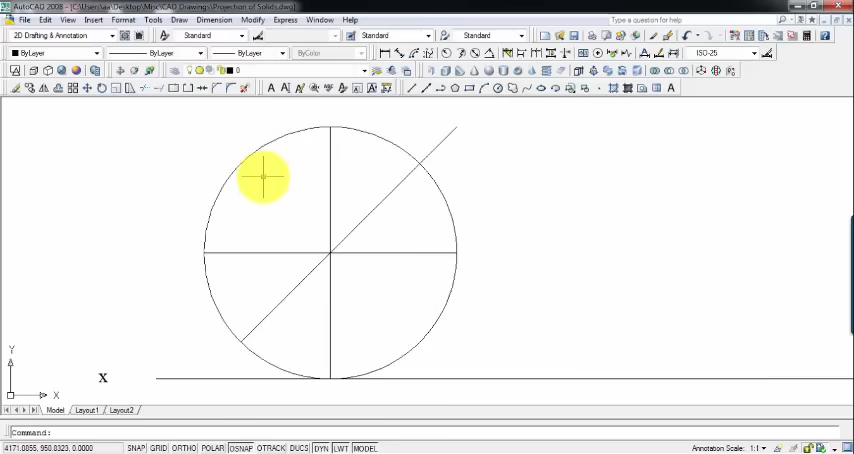 AutoCAD 2008 - [C:\Users\aa\Desktop\Misc\CAD Drawings\Projection of Solids.dwg]
File Edit View Insert Format Tools Draw Dimension Modify Express Window Help
Type a question for help
2D Drafting & Annotation Standard Standard Standard
ByLayer ByLayer ByLayer ByColor ISO-25
0
Y
X
x
Model Layout1 Layout2
Command:
4171.0855, 950.8323, 0.0000 SNAP GRID ORTHO POLAR OSNAP OTRACK DUCS DYN LWT MODEL Annotation Scale: 1:1